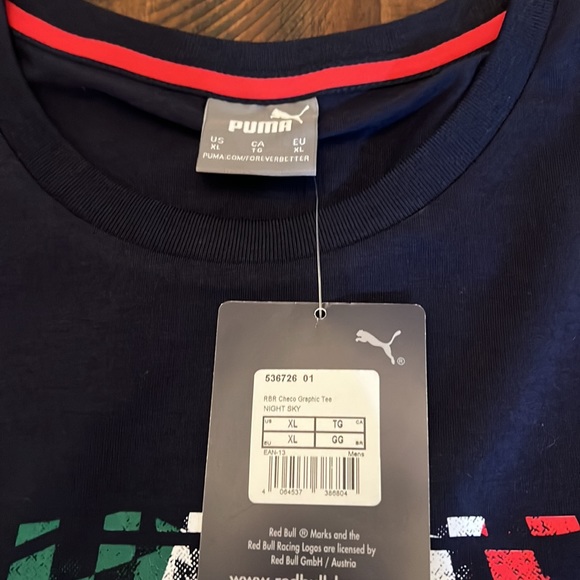 PUMA
US CA EU
XL TG XL
PUMA.COM/FOREVERBETTER
536726 01
RBR Checo Graphic Tee
NIGHT SKY
US XL TG CA
EU XL GG BR
EAN-13 Mens
4 064537 386804
Red Bull ® Marks and the
Red Bull Racing Logos are licensed by
Red Bull GmbH / Austria